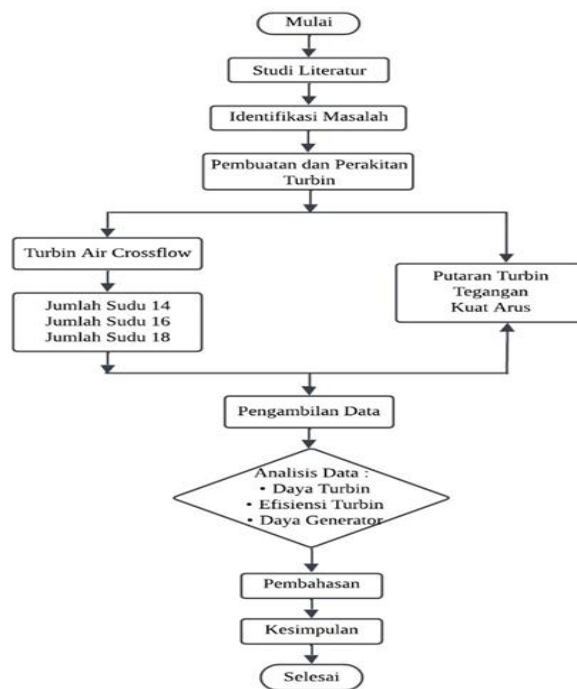 Mulai
Studi Literatur
Identifikasi Masalah
Pembuatan dan Perakitan
Turbin
Turbin Air Crossflow
Jumlah Sudu 14
Jumlah Sudu 16
Jumlah Sudu 18
Putaran Turbin
Tegangan
Kuat Arus
Pengambilan Data
Analisis Data :
• Daya Turbin
• Efisiensi Turbin
• Daya Generator
Pembahasan
Kesimpulan
Selesai